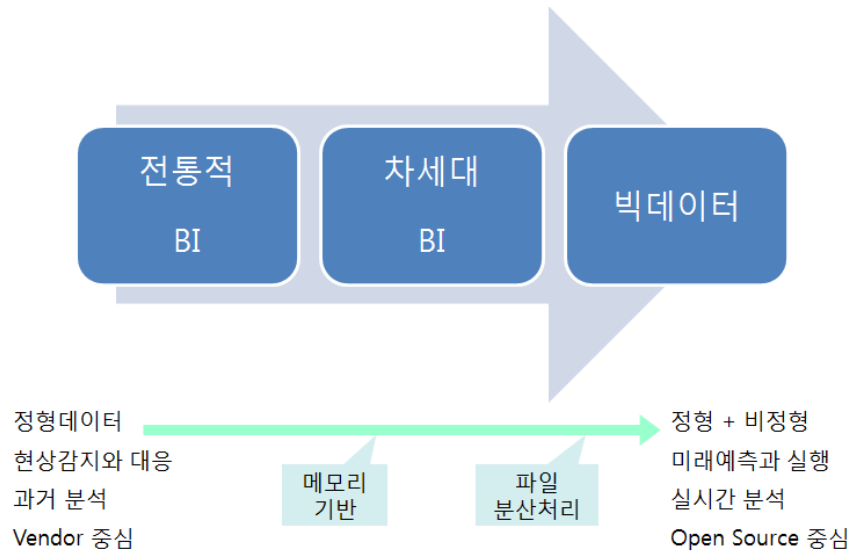 전통적
BI
차세대
BI
빅데이터
정형데이터
현상감지와 대응
과거 분석
Vendor 중심
메모리
기반
파일
분산처리
정형 + 비정형
미래예측과 실행
실시간 분석
Open Source 중심